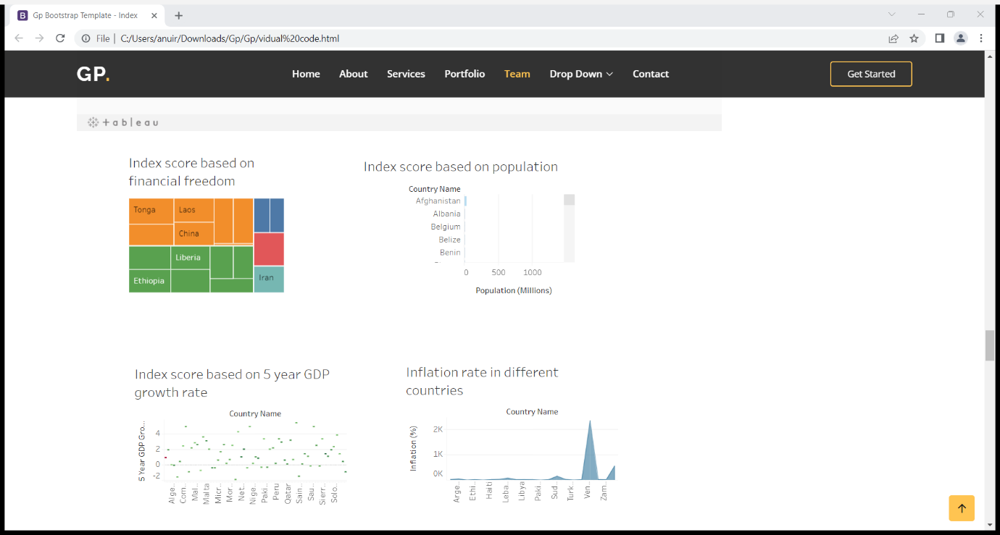 Gp Bootstrap Template - Index
File | C:/Users/anuir/Downloads/Gp/Gp/vidual%20code.html
GP.
Home About Services Portfolio Team Drop Down Contact
Get Started
+ableau
Index score based on
financial freedom
Tonga
Laos
China
Liberia
Ethiopia
Iran
Index score based on population
Country Name
Afghanistan
Albania
Belgium
Belize
Benin
0 500 1000
Population (Millions)
Index score based on 5 year GDP
growth rate
Country Name
5 Year GDP Gro...
4
2
0
-2
Alge..
Com..
Mal..
Malta
Micr..
Mor..
Net..
Nige..
Paki..
Peru
Qatar
Sain..
Sau..
Sierr..
Solo..
Inflation rate in different
countries
Country Name
Inflation (%)
2K
1K
0K
Arge..
Ethi..
Haiti
Leba..
Libya
Paki..
Sud..
Turk..
Ven..
Zam..